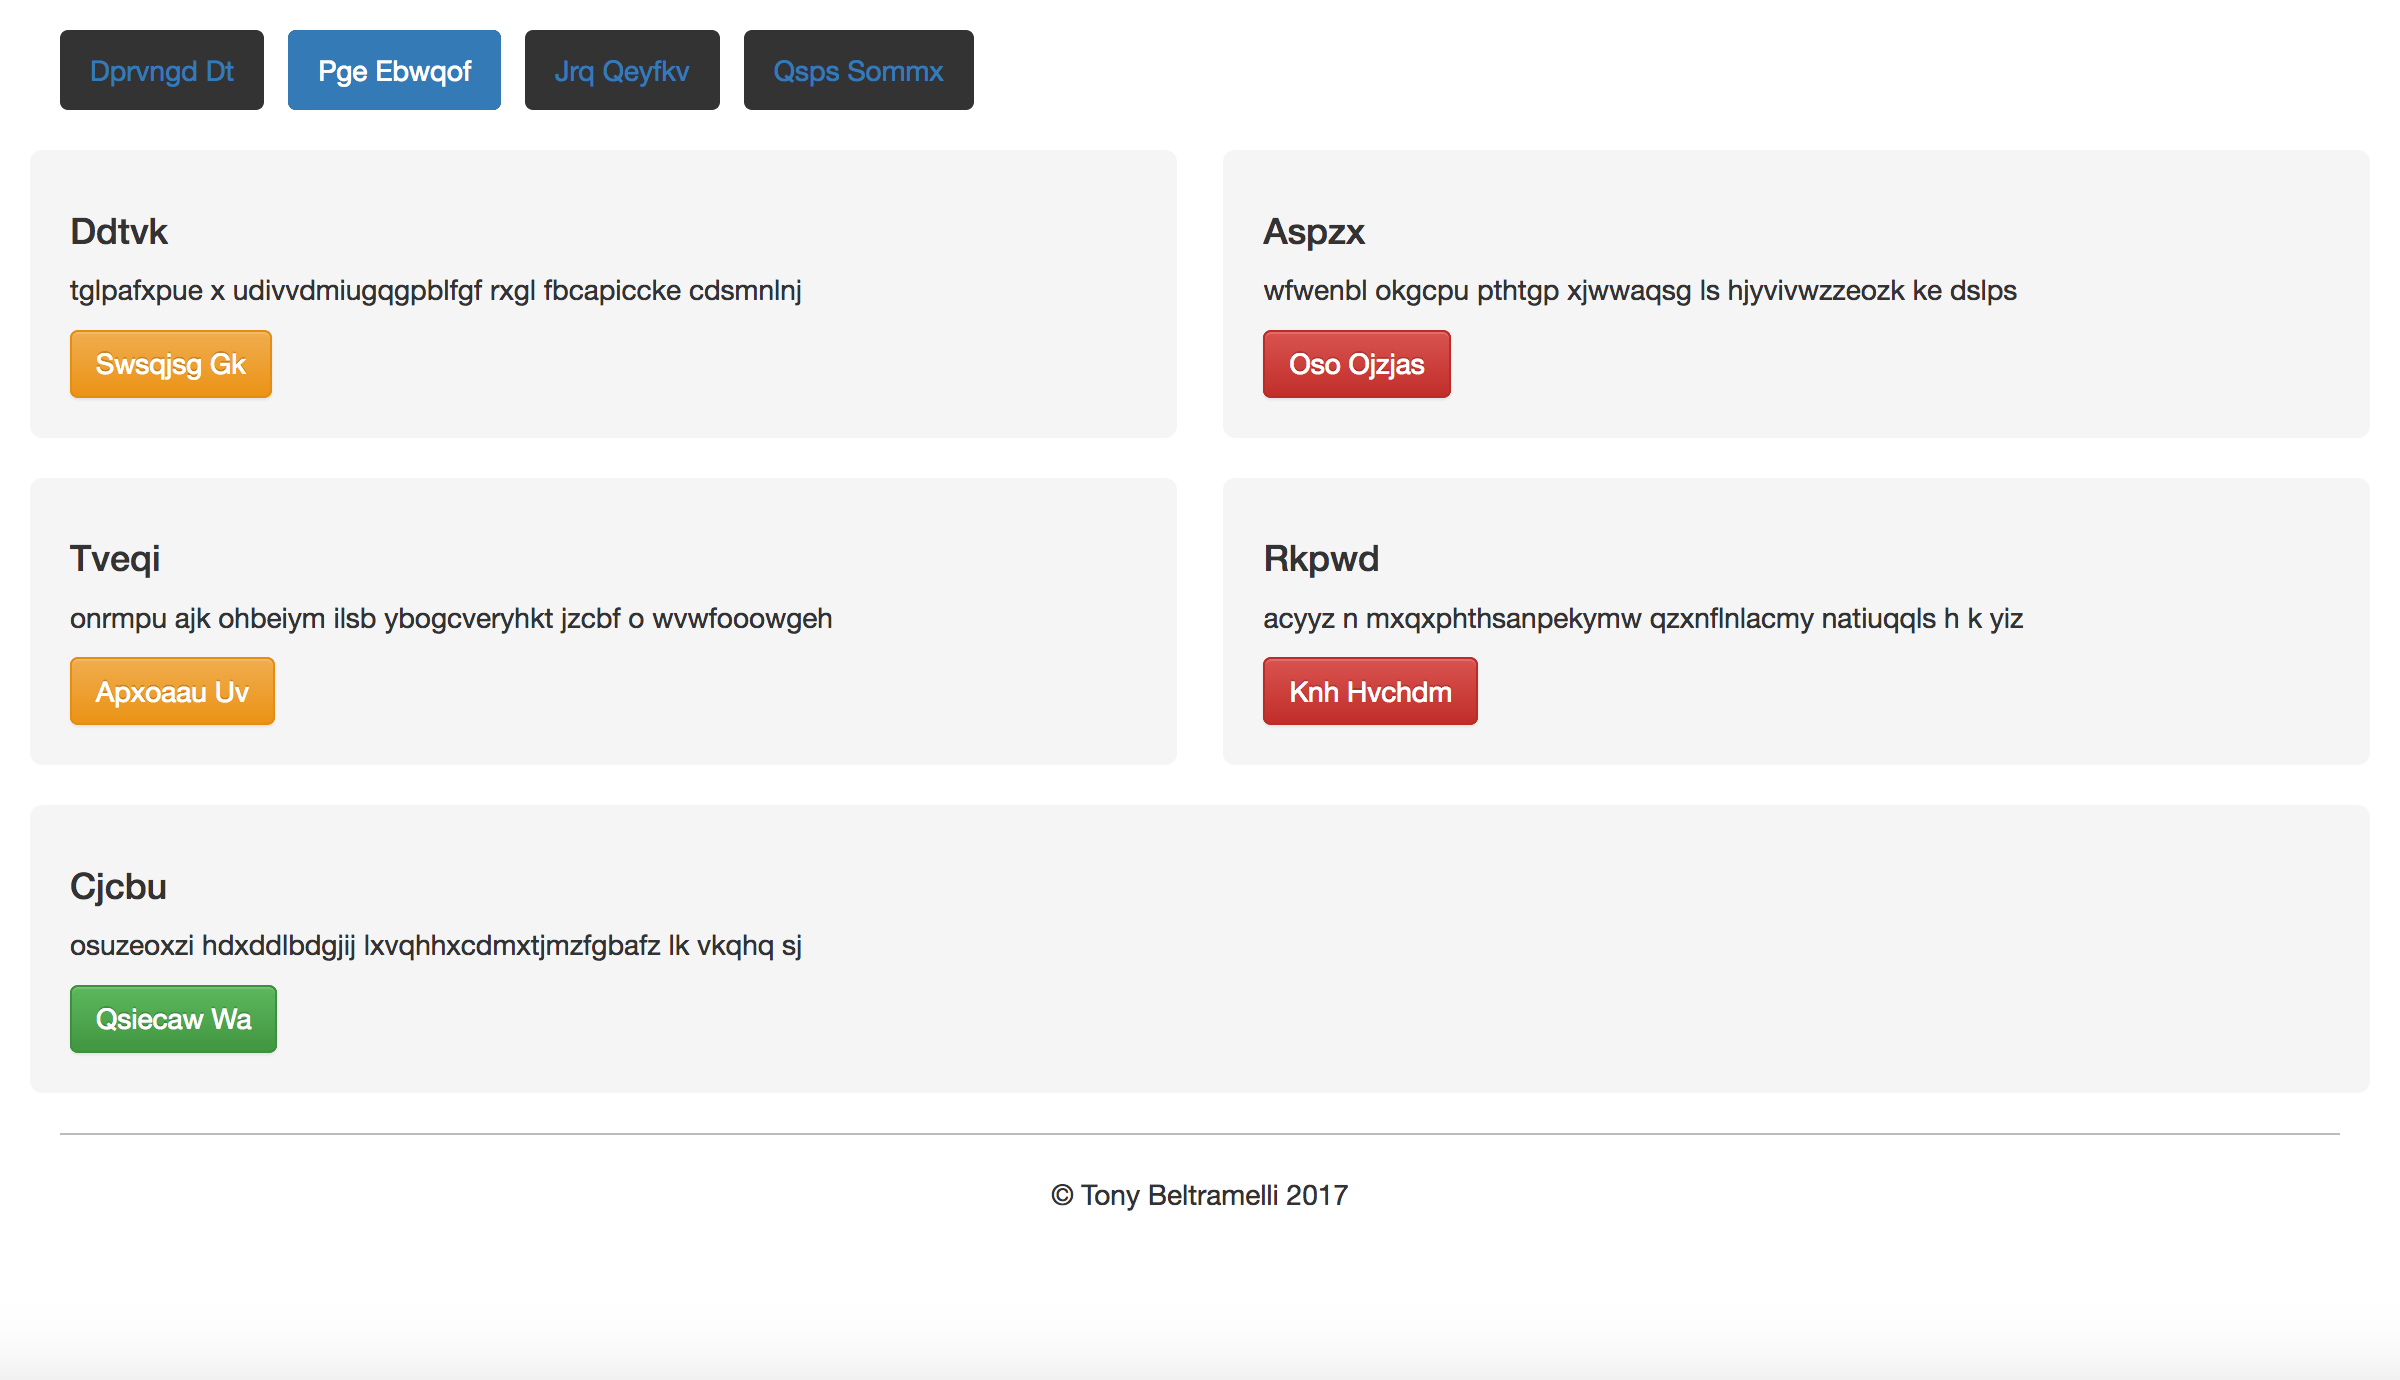 Dprvngd Dt
Pge Ebwqof
Jrq Qeyfkv
Qsps Sommx
Ddtvk
tglpafxpue x udivvdmiugqgpblfgf rxgl fbcapiccke cdsmnlnj
Swsqjsg Gk
Aspzx
wfwenbl okgcpu pthtgp xjwwaqsg ls hjyvivwzzeozk ke dslps
Oso Ojzjas
Tveqi
onrmpu ajk ohbeiym ilsb ybogcveryhkt jzcbf o wvwfooowgeh
Apxoaau Uv
Rkpwd
acyyz n mxqxphthsanpekymw qzxnflnlacmy natiuqqls h k yiz
Knh Hvchdm
Cjcbu
osuzeoxzi hdxddlbdgjij lxvqhhxcdmxtjmzfgbafz lk vkqhq sj
Qsiecaw Wa
© Tony Beltramelli 2017